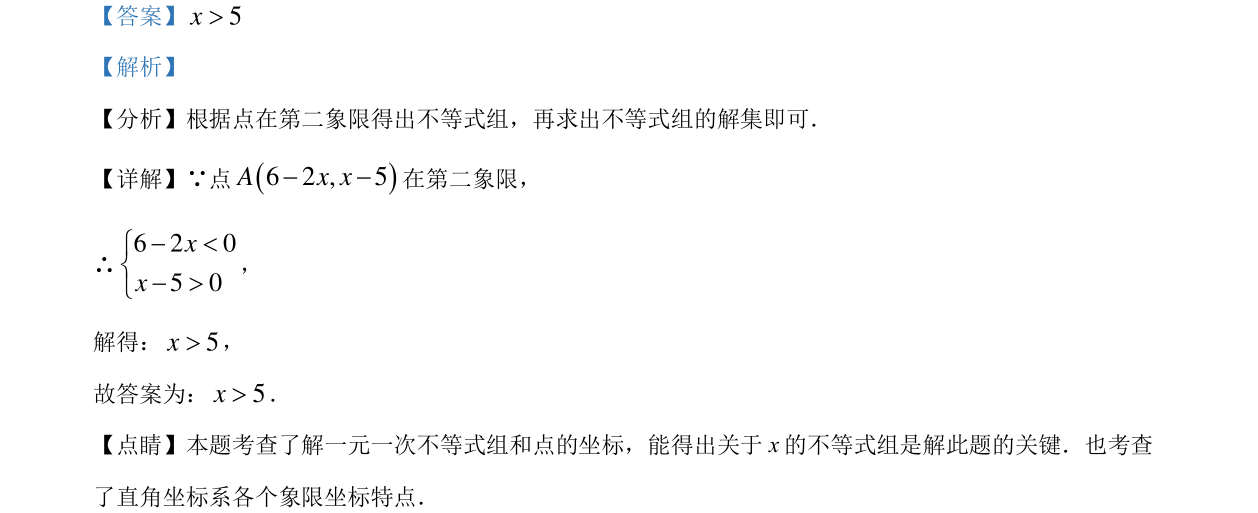 【答案】x > 5
【解析】
【分析】根据点在第二象限得出不等式组，再求出不等式组的解集即可．
【详解】∵点 A(6−2x, x−5) 在第二象限，
∴ {6−2x < 0
x−5 > 0 ，
解得： x > 5，
故答案为： x > 5．
【点睛】本题考查了解一元一次不等式组和点的坐标，能得出关于 x 的不等式组是解此题的关键．也考查
了直角坐标系各个象限坐标特点．